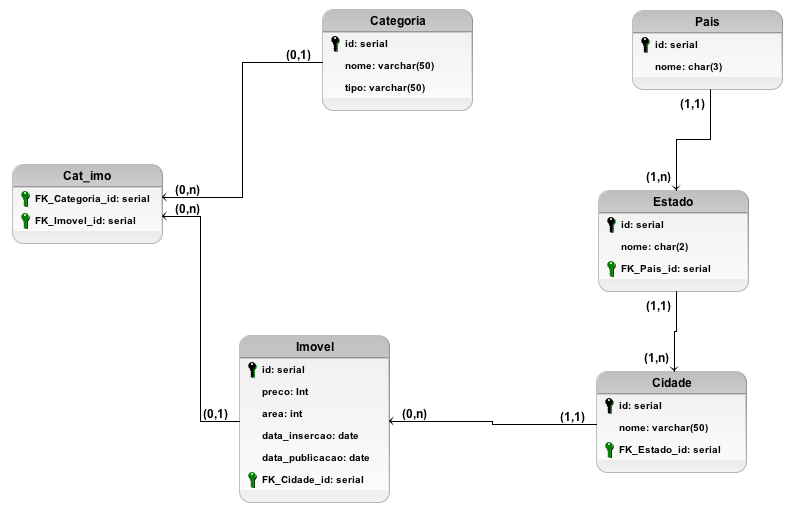 Categoria
id: serial
nome: varchar(50)
tipo: varchar(50)
Pais
id: serial
nome: char(3)
(0,1)
(1,1)
Cat_imo
FK_Categoria_id: serial
FK_Imovel_id: serial
(0,n)
(0,n)
(1,n)
Estado
id: serial
nome: char(2)
FK_Pais_id: serial
(1,1)
(1,n)
Imovel
id: serial
preco: Int
area: int
data_insercao: date
data_publicacao: date
FK_Cidade_id: serial
(0,1)
(0,n)
(1,1)
Cidade
id: serial
nome: varchar(50)
FK_Estado_id: serial